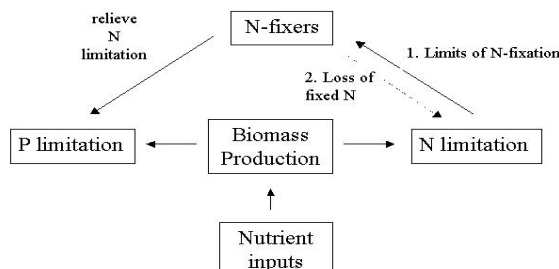 relieve
N
limitation
N-fixers
1. Limits of N-fixation
2. Loss of
fixed N
P limitation
Biomass
Production
N limitation
Nutrient
inputs